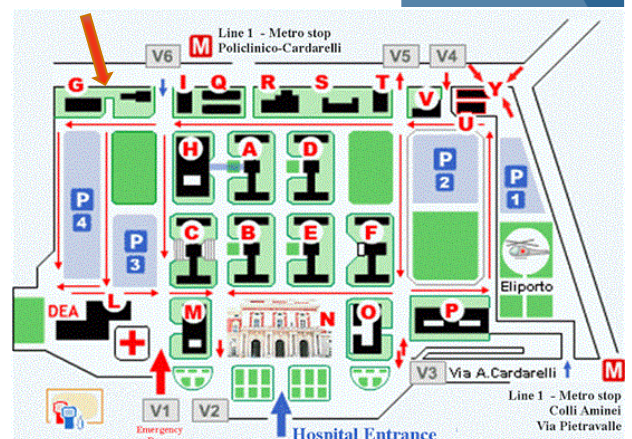 Line 1 - Metro stop
M Policlinico-Cardarelli
V6
V5
V4
G
I
Q
R
S
T
V
Y
U
H
A
D
P
2
P
1
P
4
C
B
E
F
P
3
Eliporto
DEA
L
M
N
O
P
V3 Via A.Cardarelli
M
Line 1 - Metro stop
Colli Aminei
Via Pietravalle
V1
V2
Emergency
Hospital Entrance